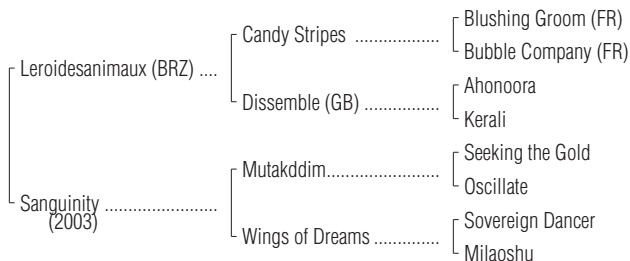 Blushing Groom (FR)
Candy Stripes ..................
Bubble Company (FR)
Leroidesanimaux (BRZ) ....
Ahonoora
Dissemble (GB) ................
Kerali
Seeking the Gold
Mutakddim.......................
Oscillate
Sanguinity ........................
(2003)
Sovereign Dancer
Wings of Dreams ..............
Milaoshu